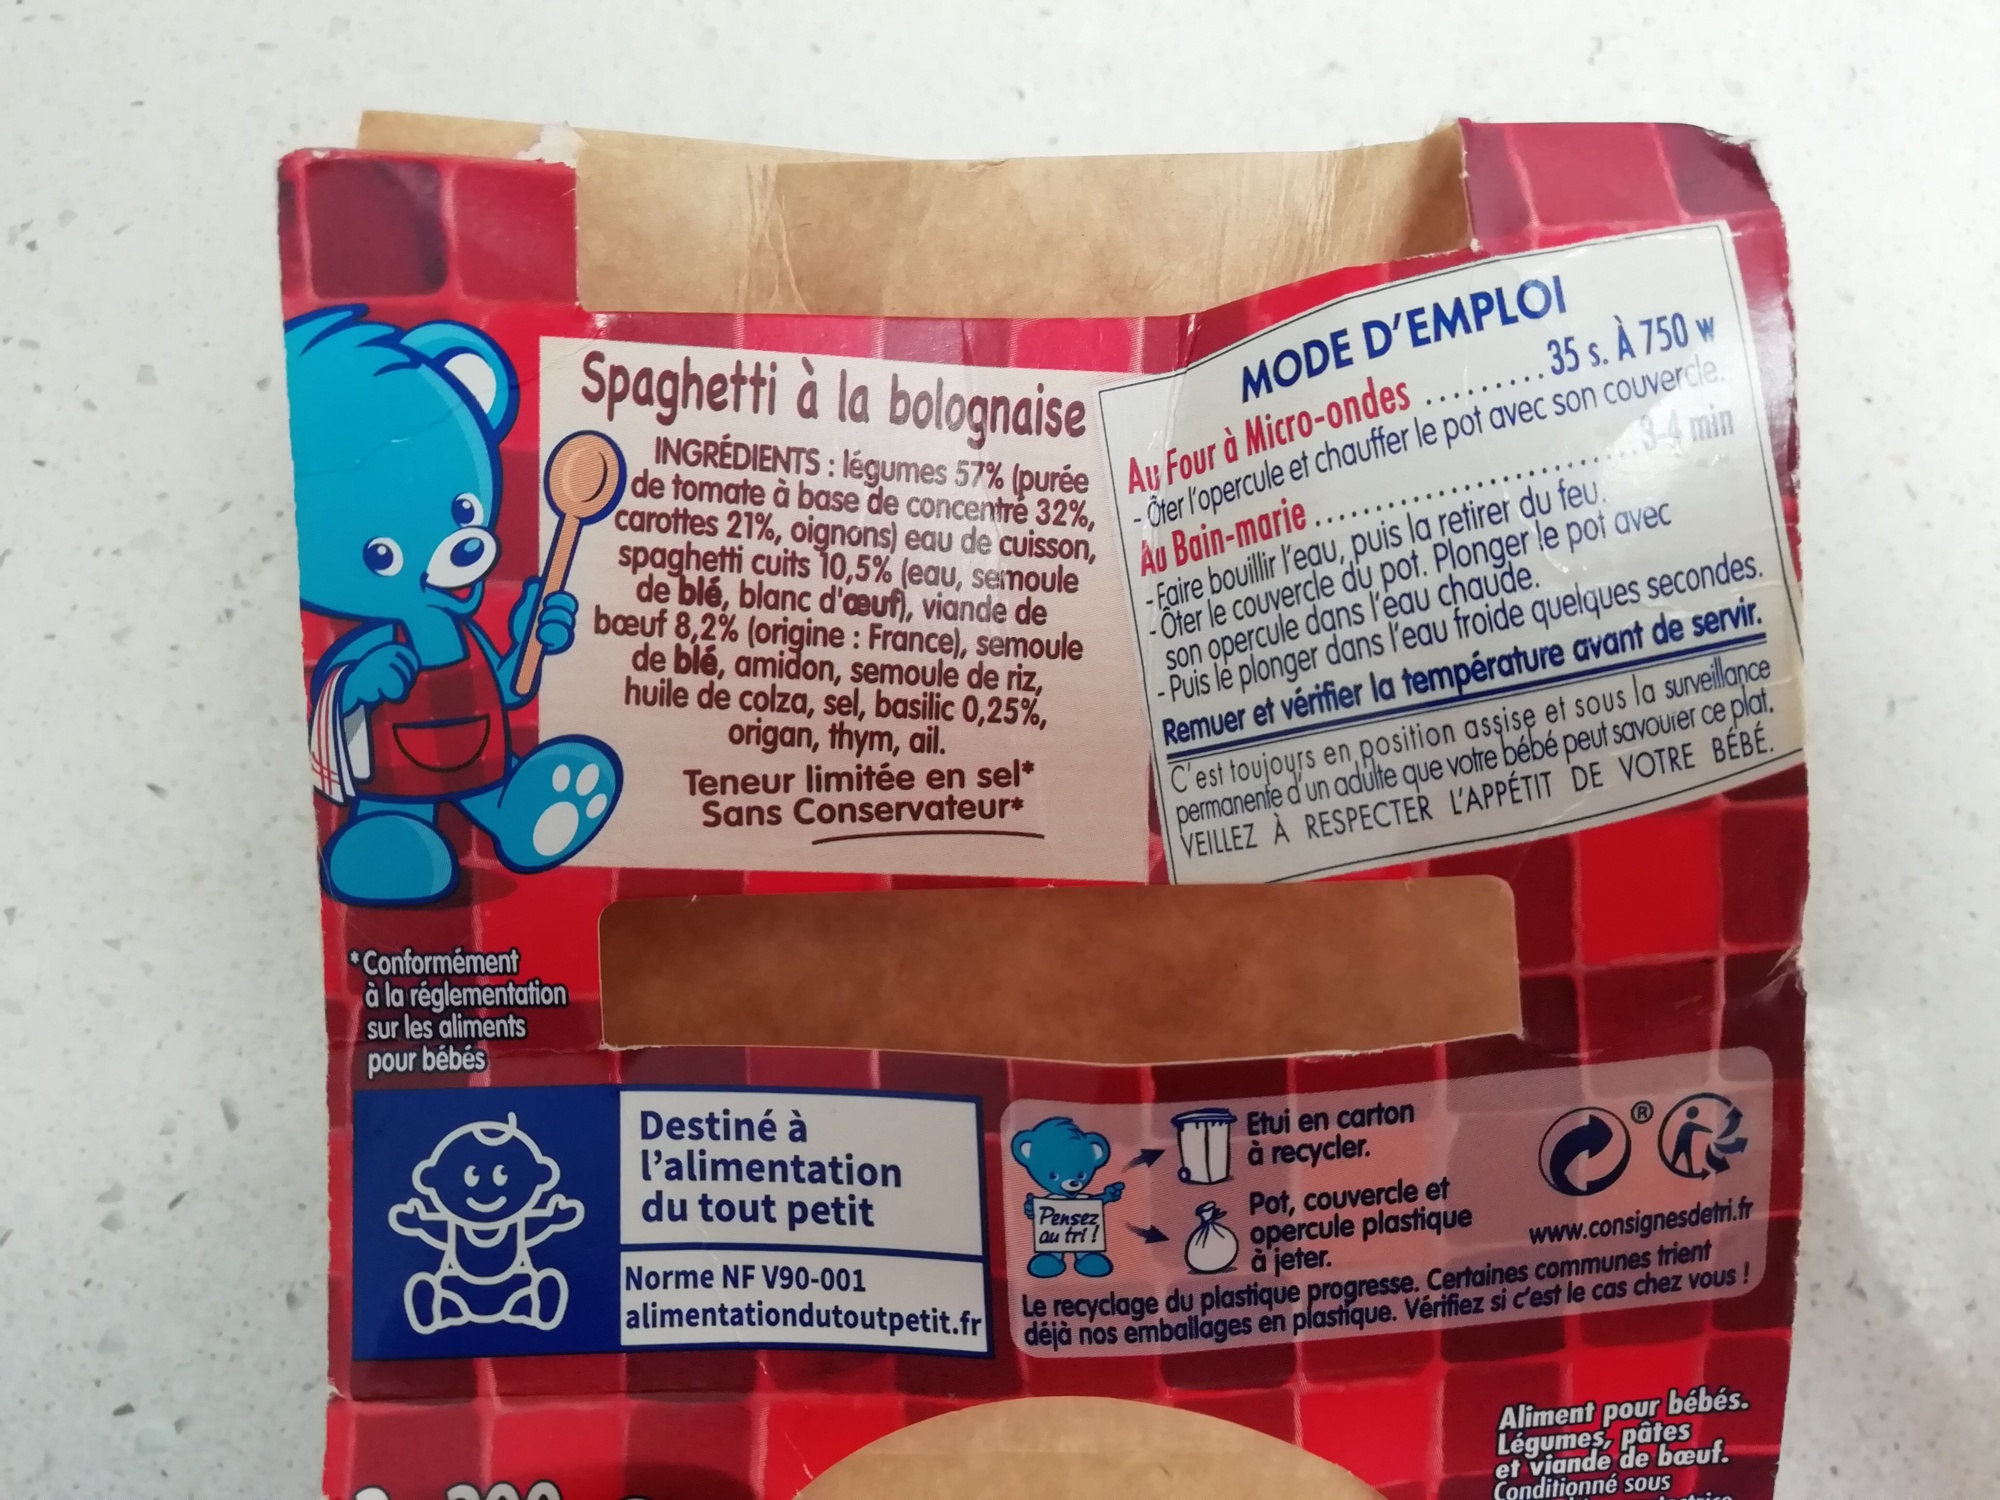 Spaghetti à la bolognaise
INGRÉDIENTS : légumes 57% (purée
de tomate à base de concentré 32%,
carottes 21%, oignons) eau de cuisson,
spaghetti cuits 10,5% (eau, semoule
de blé, blanc d'œuf), viande de
bœuf 8,2% (origine : France), semoule
de blé, amidon, semoule de riz,
huile de colza, sel, basilic 0,25%,
origan, thym, ail.
Teneur limitée en sel*
Sans Conservateur*
MODE D'EMPLOI
Au Four à Micro-ondes ......... 35 s. À 750 w
- Ôter l'opercule et chauffer le pot avec son couvercle.
Au Bain-marie ........................ 3-4 min
- Faire bouillir l'eau, puis la retirer du feu.
- Ôter le couvercle du pot. Plonger le pot avec
son opercule dans l'eau chaude.
- Puis le plonger dans l'eau froide quelques secondes.
Remuer et vérifier la température avant de servir.
C'est toujours en position assise et sous la surveillance
permanente d'un adulte que votre bébé peut savourer ce plat.
VEILLEZ À RESPECTER L'APPÉTIT DE VOTRE BÉBÉ.
*Conformément
à la réglementation
sur les aliments
pour bébés
Destiné à
l'alimentation
du tout petit
Norme NF V90-001
alimentationdutoutpetit.fr
Pensez
au tri !
Etui en carton
à recycler.
Pot, couvercle et
opercule plastique
à jeter.
®
www.consignesdetri.fr
Le recyclage du plastique progresse. Certaines communes trient
déjà nos emballages en plastique. Vérifiez si c'est le cas chez vous !
Aliment pour bébés.
Légumes, pâtes
et viande de bœuf.
Conditionné sous